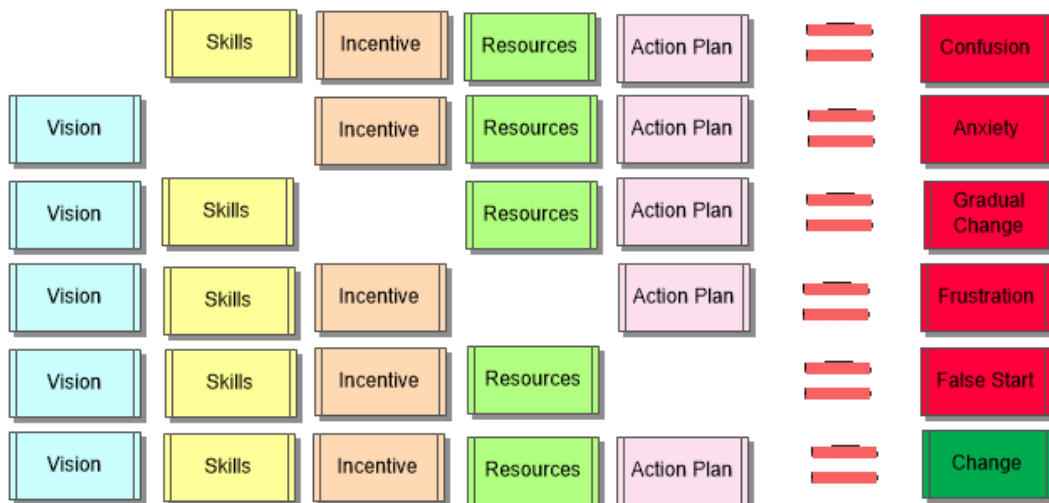 Skills Incentive Resources Action Plan Confusion
Vision Incentive Resources Action Plan Anxiety
Vision Skills Resources Action Plan Gradual
Change
Vision Skills Incentive Action Plan Frustration
Vision Skills Incentive Resources False Start
Vision Skills Incentive Resources Action Plan Change